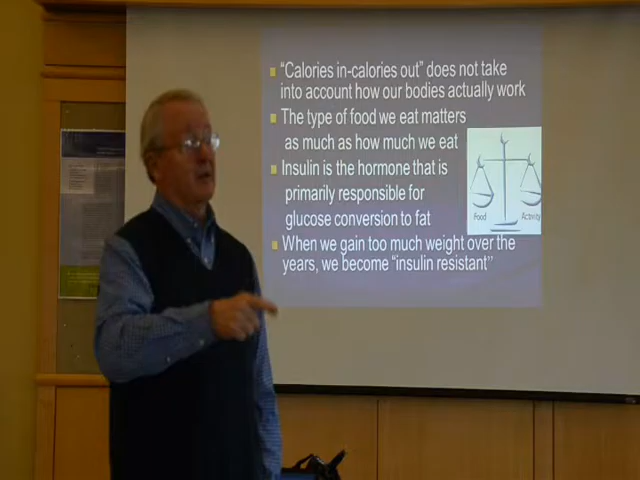 "Calories in-calories out" does not take
into account how our bodies actually work
The type of food we eat matters
as much as how much we eat
Insulin is the hormone that is
primarily responsible for
glucose conversion to fat
When we gain too much weight over the
years, we become "insulin resistant"
Food Activity